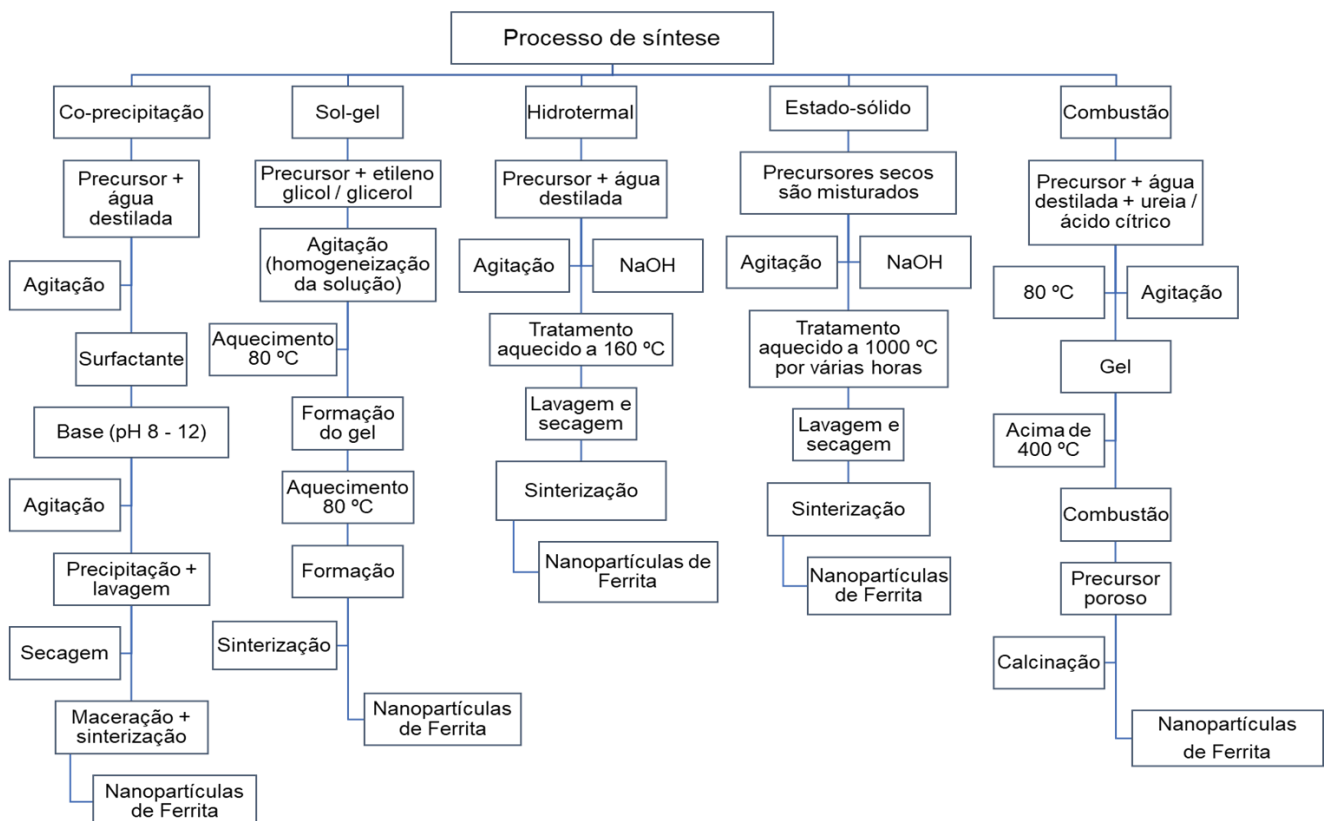 Processo de síntese
Co-precipitação
Precursor +
água
destilada
Agitação
Surfactante
Base (pH 8 - 12)
Agitação
Precipitação +
lavagem
Secagem
Maceração +
sinterização
Nanopartículas
de Ferrita
Sol-gel
Precursor + etileno
glicol / glicerol
Agitação
(homogeneização
da solução)
Aquecimento
80 ºC
Formação
do gel
Aquecimento
80 ºC
Formação
Sinterização
Nanopartículas
de Ferrita
Hidrotermal
Precursor + água
destilada
Agitação
NaOH
Tratamento
aquecido a 160 ºC
Lavagem e
secagem
Sinterização
Nanopartículas de
Ferrita
Estado-sólido
Precursores secos
são misturados
Agitação
NaOH
Tratamento
aquecido a 1000 ºC
por várias horas
Lavagem e
secagem
Sinterização
Nanopartículas
de Ferrita
Combustão
Precursor + água
destilada + ureia /
ácido cítrico
80 ºC
Agitação
Gel
Acima de
400 ºC
Combustão
Precursor
poroso
Calcinação
Nanopartículas
de Ferrita